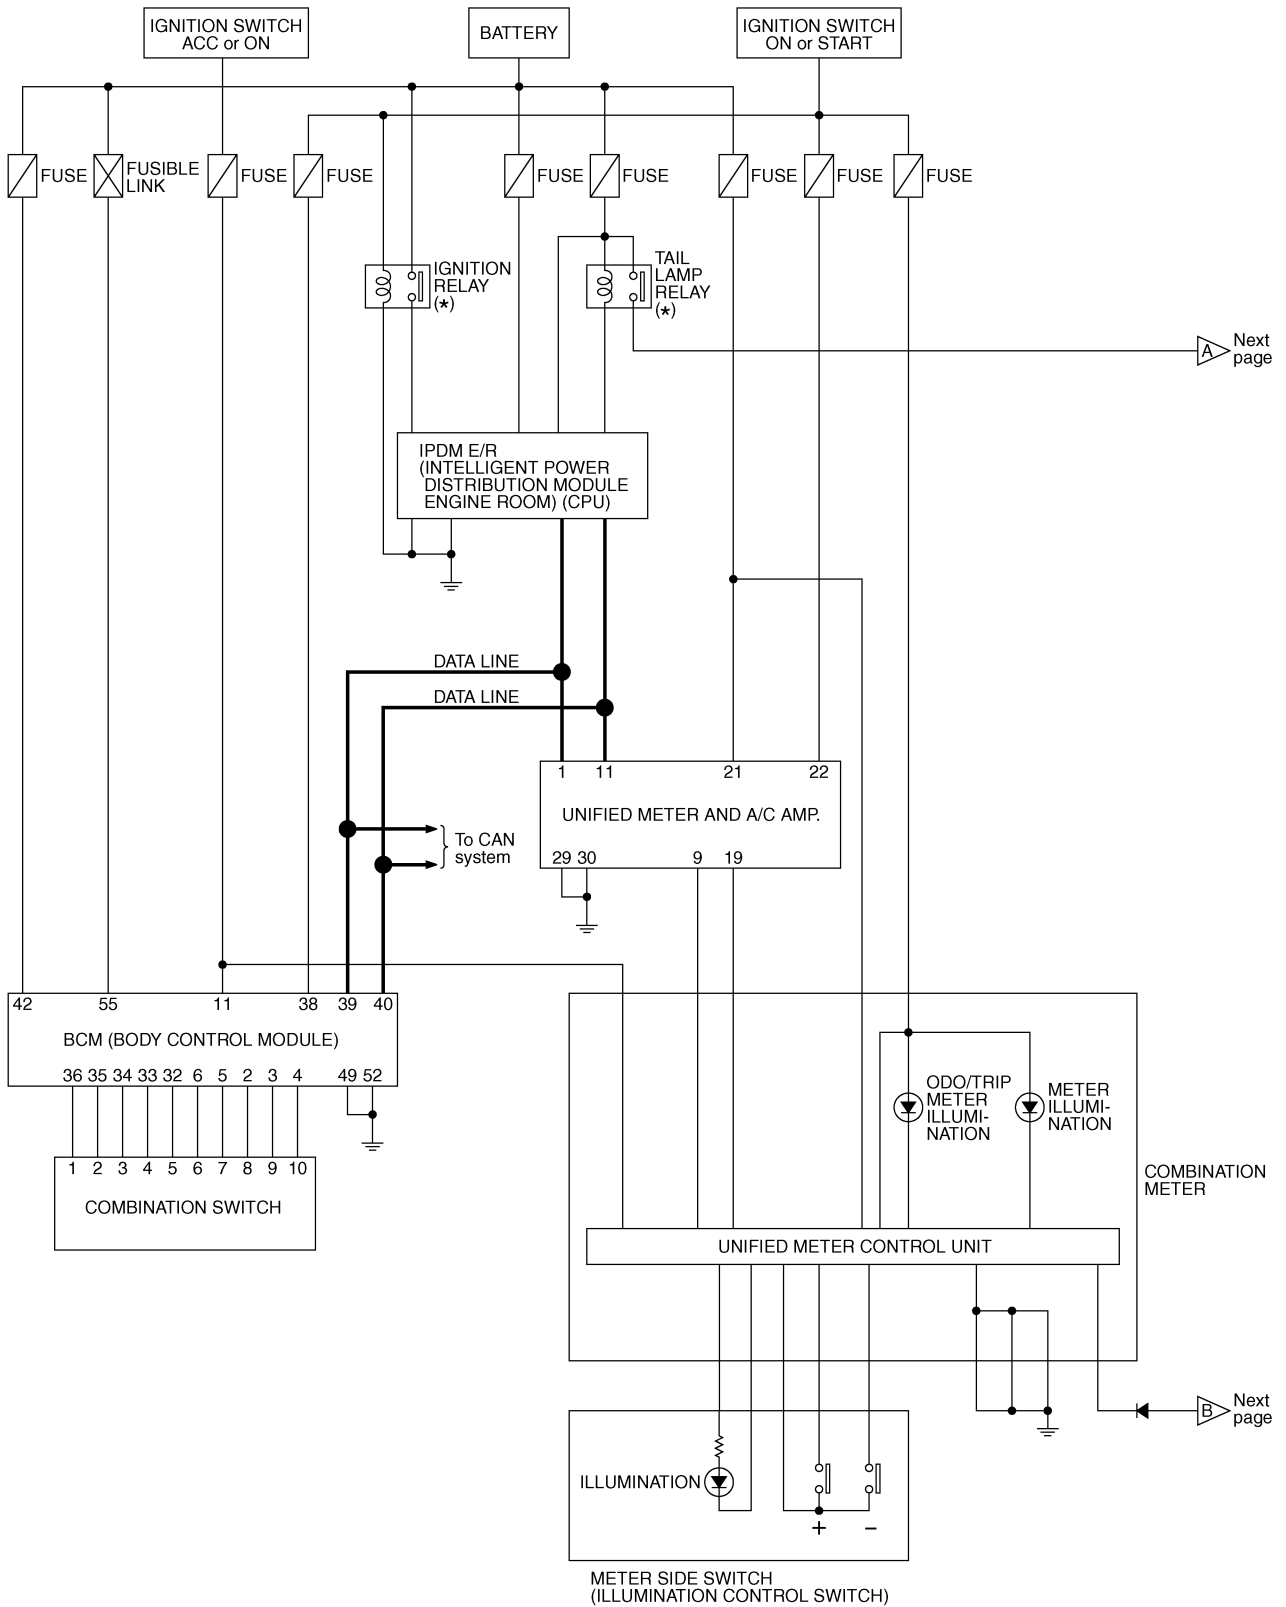 IGNITION SWITCH
ACC or ON
BATTERY
IGNITION SWITCH
ON or START
FUSE
FUSIBLE
LINK
FUSE
FUSE
FUSE
FUSE
FUSE
FUSE
FUSE
IGNITION
RELAY
(*)
TAIL
LAMP
RELAY
(*)
A
Next
page
IPDM E/R
(INTELLIGENT POWER
DISTRIBUTION MODULE
ENGINE ROOM) (CPU)
DATA LINE
DATA LINE
1 11 21 22
UNIFIED METER AND A/C AMP.
29 30 9 19
To CAN
system
42 55 11 38 39 40
BCM (BODY CONTROL MODULE)
36 35 34 33 32 6 5 2 3 4 49 52
1 2 3 4 5 6 7 8 9 10
COMBINATION SWITCH
ODO/TRIP
METER
ILLUMI-
NATION
METER
ILLUMI-
NATION
COMBINATION
METER
UNIFIED METER CONTROL UNIT
B
Next
page
ILLUMINATION
+ −
METER SIDE SWITCH
(ILLUMINATION CONTROL SWITCH)